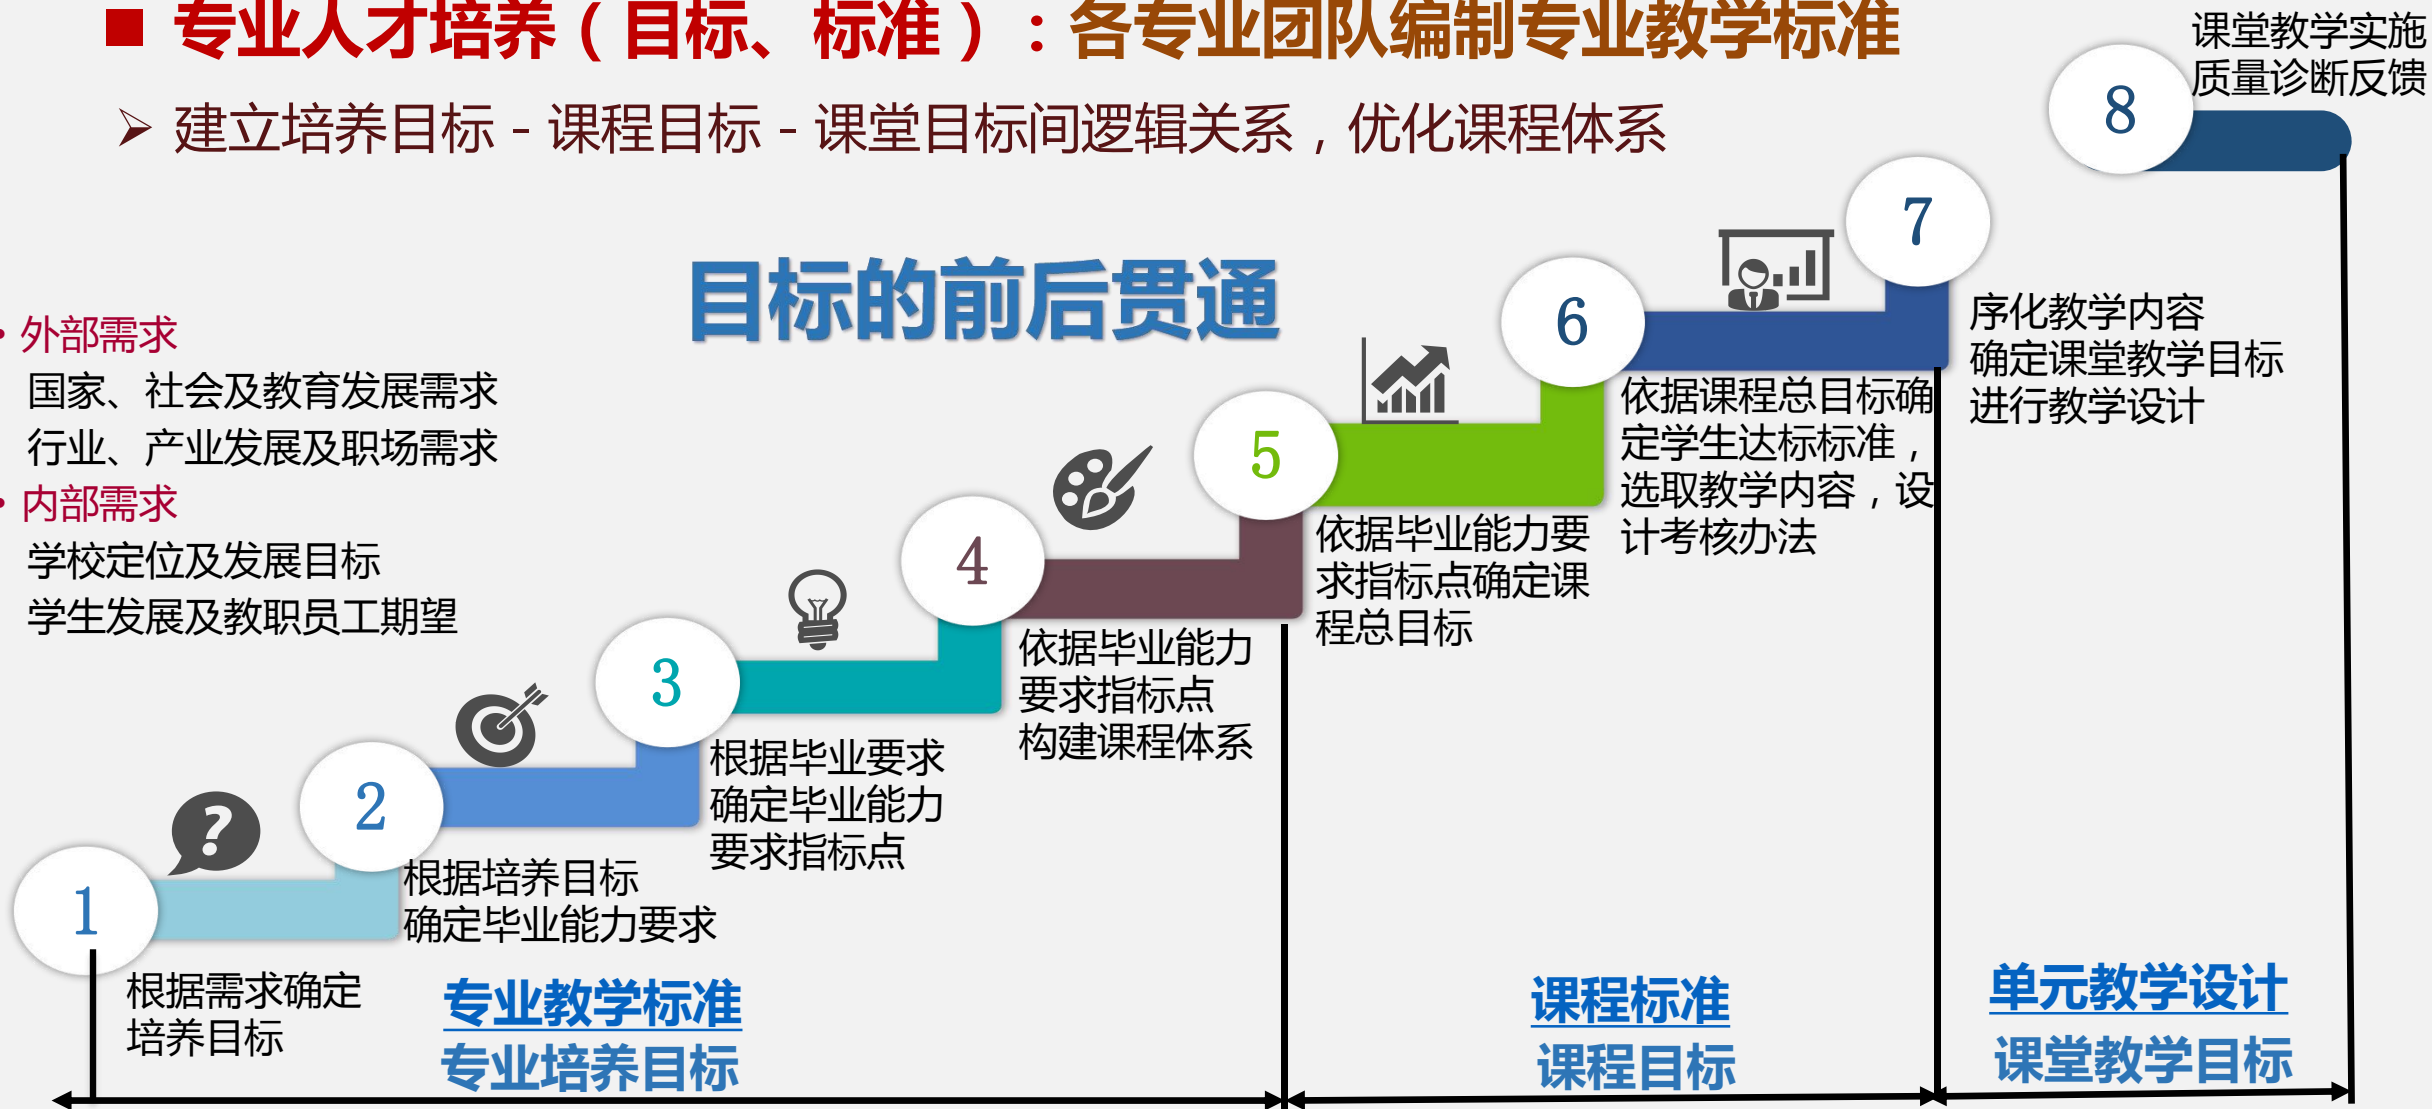 ■ 专业人才培养（目标、标准）：各专业团队编制专业教学标准
➢ 建立培养目标－课程目标－课堂目标间逻辑关系，优化课程体系
目标的前后贯通
• 外部需求
国家、社会及教育发展需求
行业、产业发展及职场需求
• 内部需求
学校定位及发展目标
学生发展及教职员工期望
1
根据需求确定
培养目标
2
根据培养目标
确定毕业能力要求
3
根据毕业要求
确定毕业能力
要求指标点
4
依据毕业能力
要求指标点
构建课程体系
5
依据毕业能力要
求指标点确定课
程总目标
6
依据课程总目标确
定学生达标标准，
选取教学内容，设
计考核办法
7
序化教学内容
确定课堂教学目标
进行教学设计
8
课堂教学实施
质量诊断反馈
?
专业教学标准
专业培养目标
课程标准
课程目标
单元教学设计
课堂教学目标